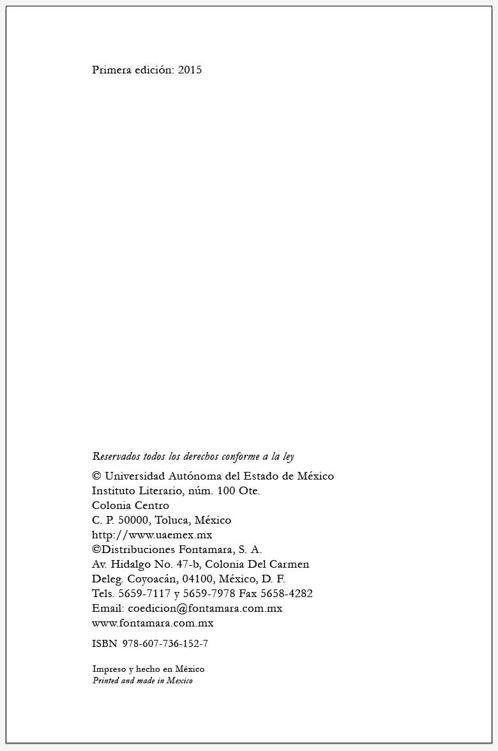 Primera edición: 2015
Reservados todos los derechos conforme a la ley
© Universidad Autónoma del Estado de México
Instituto Literario, núm. 100 Ote.
Colonia Centro
C. P. 50000, Toluca, México
http://www.uaemex.mx
©Distribuciones Fontamara, S. A.
Av. Hidalgo No. 47-b, Colonia Del Carmen
Deleg. Coyoacán, 04100, México, D. F.
Tels. 5659-7117 y 5659-7978 Fax 5658-4282
Email: coedicion@fontamara.com.mx
www.fontamara.com.mx
ISBN 978-607-736-152-7
Impreso y hecho en México
Printed and made in Mexico